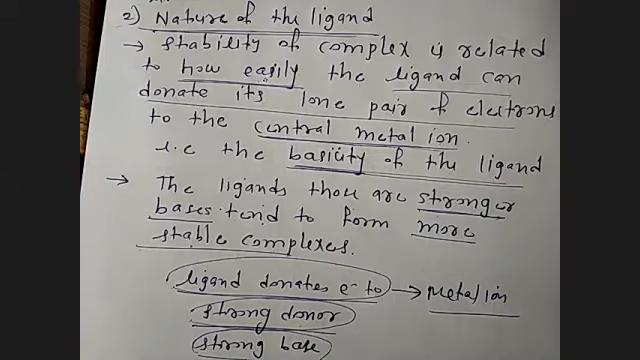 2) Nature of the ligand
→ stability of complex is related
to how easily the ligand can
donate its lone pair of electrons
to the central metal ion.
i.e the basicity of the ligand
→ The ligands those are stronger
bases tend to form more
stable complexes.
ligand donates e- to → Metal ion
strong donor
strong base